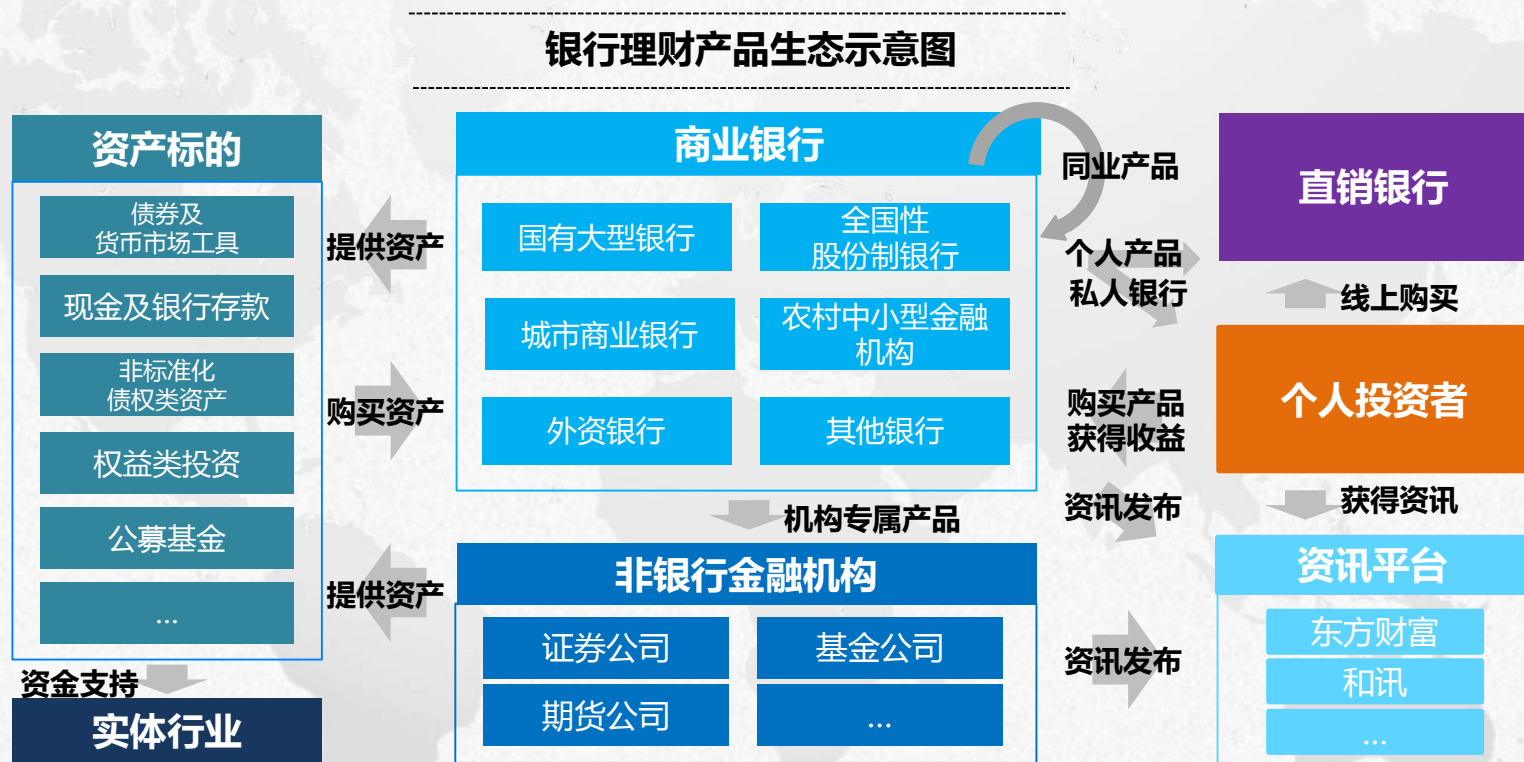 银行理财产品生态示意图
资产标的
债券及
货币市场工具
现金及银行存款
非标准化
债权类资产
权益类投资
公募基金
...
资金支持
实体行业
提供资产
购买资产
提供资产
商业银行
国有大型银行
全国性
股份制银行
城市商业银行
农村中小型金融
机构
外资银行
其他银行
机构专属产品
非银行金融机构
证券公司
基金公司
期货公司
...
同业产品
个人产品
私人银行
购买产品
获得收益
资讯发布
资讯发布
直销银行
线上购买
个人投资者
获得资讯
资讯平台
东方财富
和讯
...